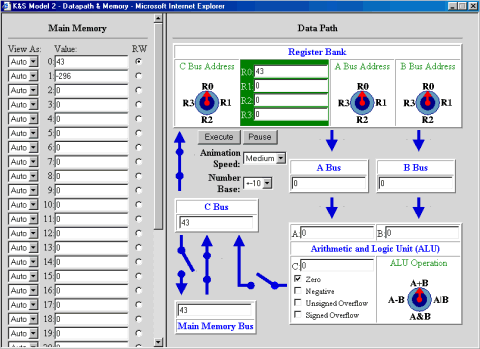 K&S Model 2 - Datapath & Memory - Microsoft Internet Explorer
Main Memory
View As: Value: RW
Auto 0: 43
Auto 1: -296
Auto 2: 0
Auto 3: 0
Auto 4: 0
Auto 5: 0
Auto 6: 0
Auto 7: 0
Auto 8: 0
Auto 9: 0
Auto 10: 0
Auto 11: 0
Auto 12: 0
Auto 13: 0
Auto 14: 0
Auto 15: 0
Auto 16: 0
Auto 17: 0
Auto 18: 0
Auto 19: 0
Auto 20: 0
Data Path
Register Bank
C Bus Address
R0
R3 R1
R2
R0: 43
R1: 0
R2: 0
R3: 0
A Bus Address
R0
R3 R1
R2
B Bus Address
R0
R3 R1
R2
Execute Pause
Animation Speed: Medium
Number Base: +-10
A Bus
0
B Bus
0
C Bus
43
A: 0 B: 0
Arithmetic and Logic Unit (ALU)
C: 0
Zero
Negative
Unsigned Overflow
Signed Overflow
ALU Operation
A+B
A-B A|B
A&B
43
Main Memory Bus